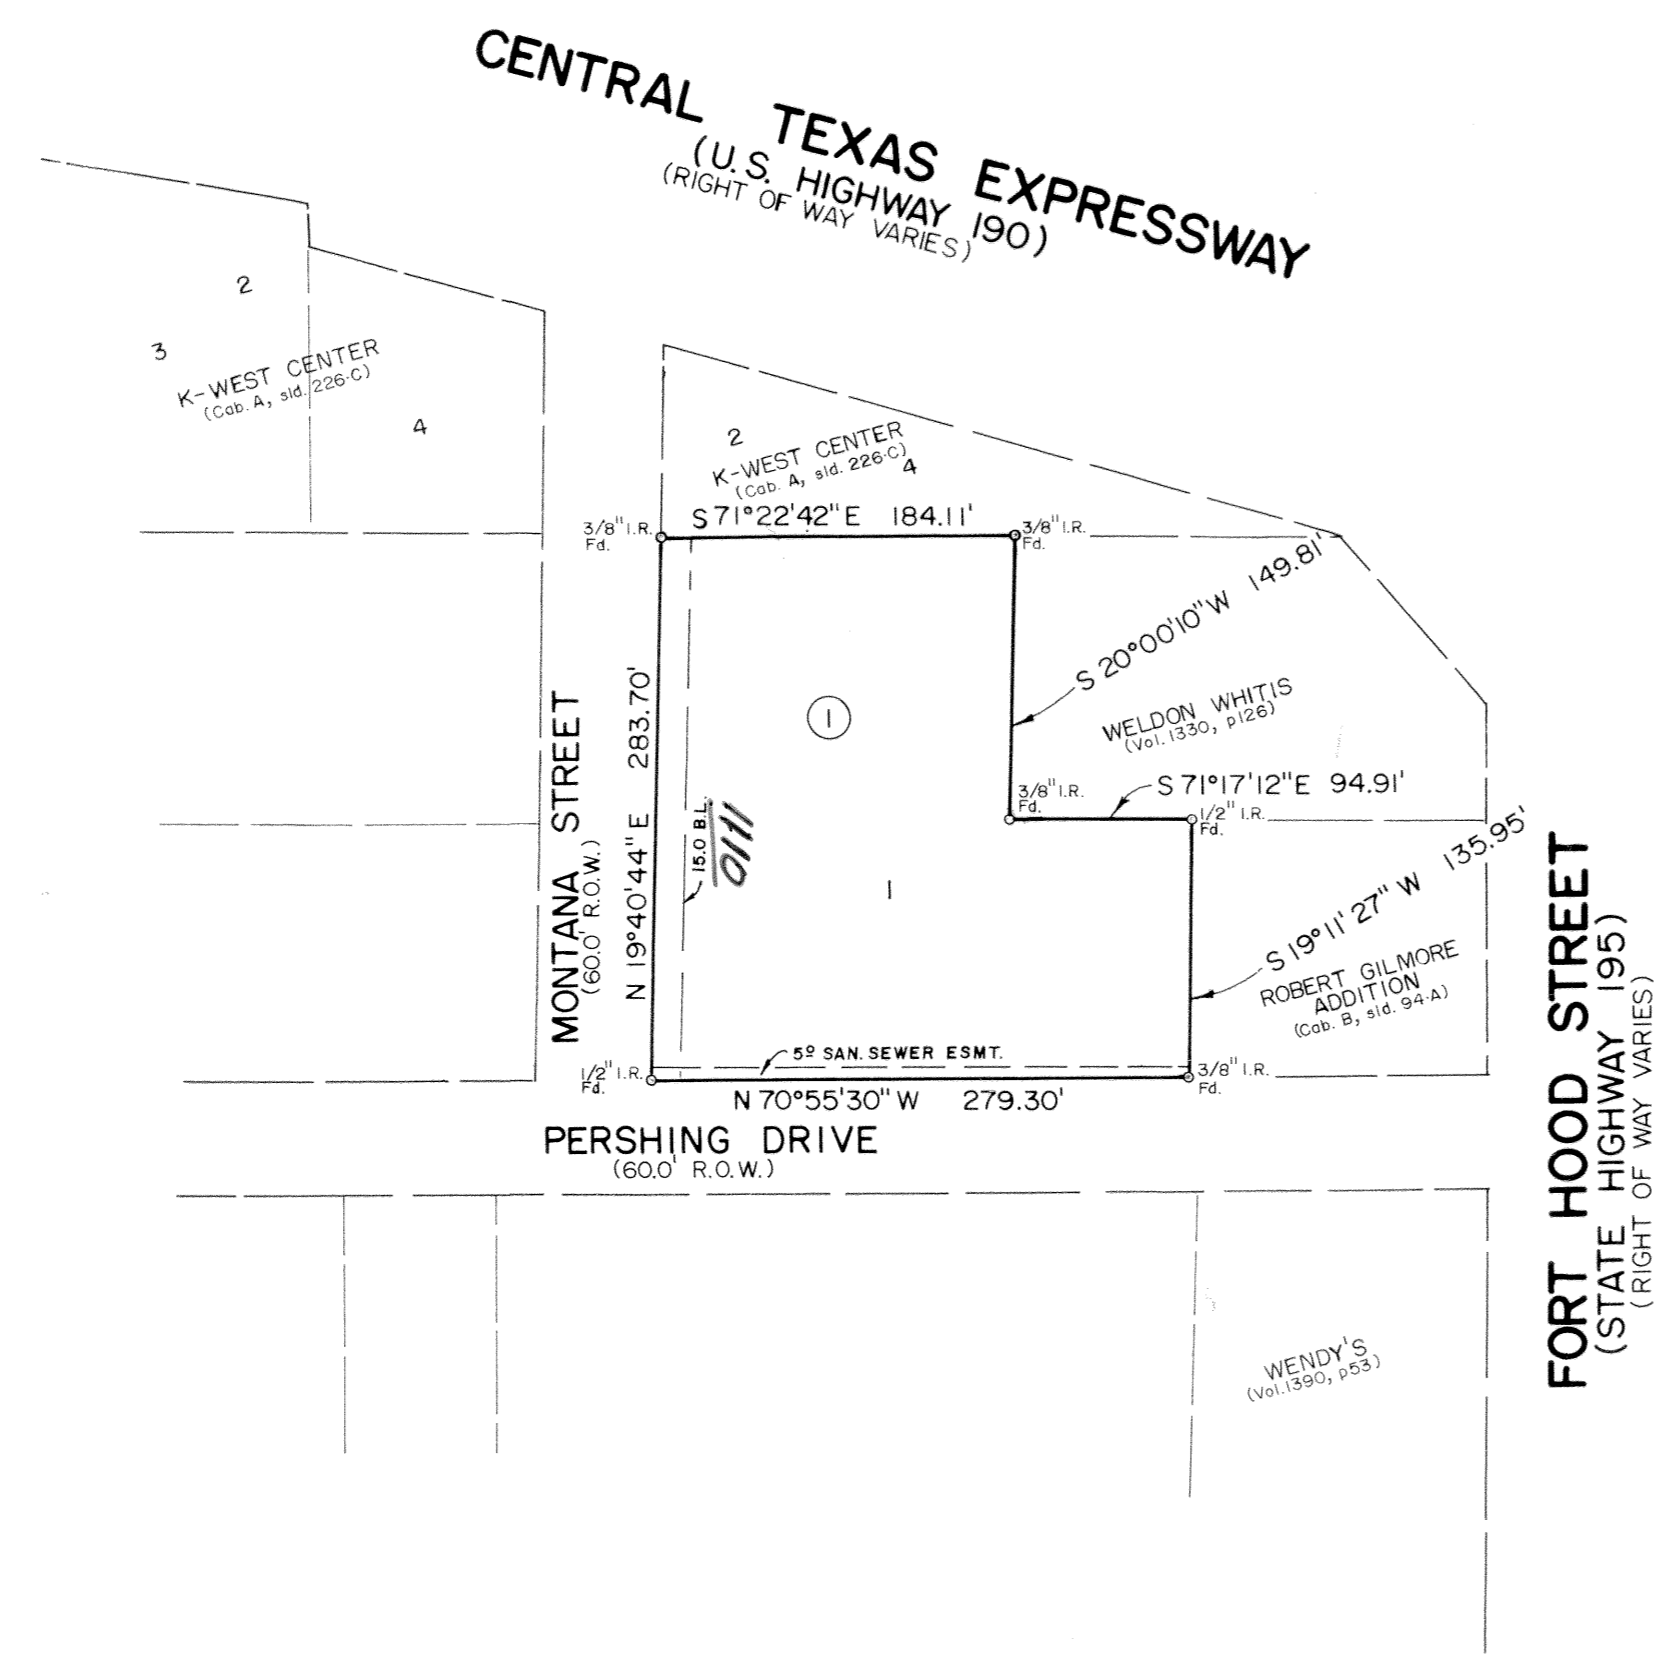 CENTRAL TEXAS EXPRESSWAY
(U.S. HIGHWAY 190)
(RIGHT OF WAY VARIES)
2
3
K-WEST CENTER
(Cab. A, sld. 226-C)
4
2
K-WEST CENTER
(Cab. A, sld. 226-C)
4
3/8" I.R.
Fd.
S 71°22'42" E 184.11'
3/8" I.R.
Fd.
S 20°00'10" W 149.81'
WELDON WHITIS
(Vol. 1330, p126)
1
MONTANA STREET
(60.0' R.O.W.)
N 19°40'44" E 283.70'
15.0 B.L.
1110
3/8" I.R.
Fd.
S 71°17'12" E 94.91'
1/2" I.R.
Fd.
1
S 19°11'27" W 135.95'
ROBERT GILMORE
ADDITION
(Cab. B, sld. 94-A)
5º SAN. SEWER ESMT.
1/2" I.R.
Fd.
3/8" I.R.
Fd.
N 70°55'30" W 279.30'
PERSHING DRIVE
(60.0' R.O.W.)
FORT HOOD STREET
(STATE HIGHWAY 195)
(RIGHT OF WAY VARIES)
WENDY'S
(Vol. 1390, p53)